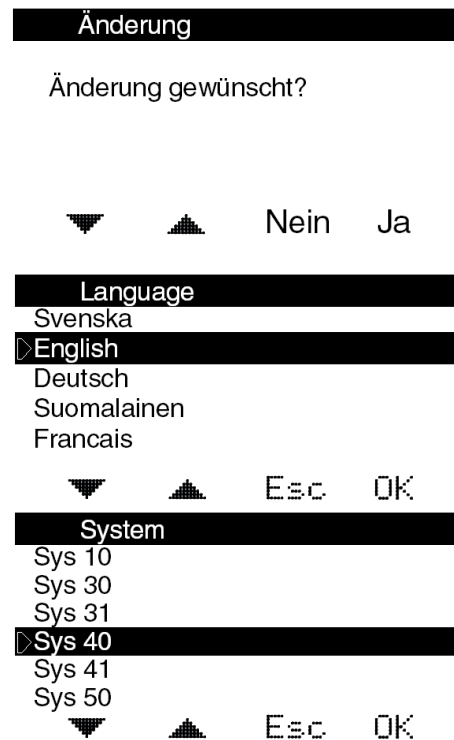 Änderung
Änderung gewünscht?
Nein Ja
Language
Svenska
English
Deutsch
Suomalainen
Francais
Esc OK
System
Sys 10
Sys 30
Sys 31
Sys 40
Sys 41
Sys 50
Esc OK